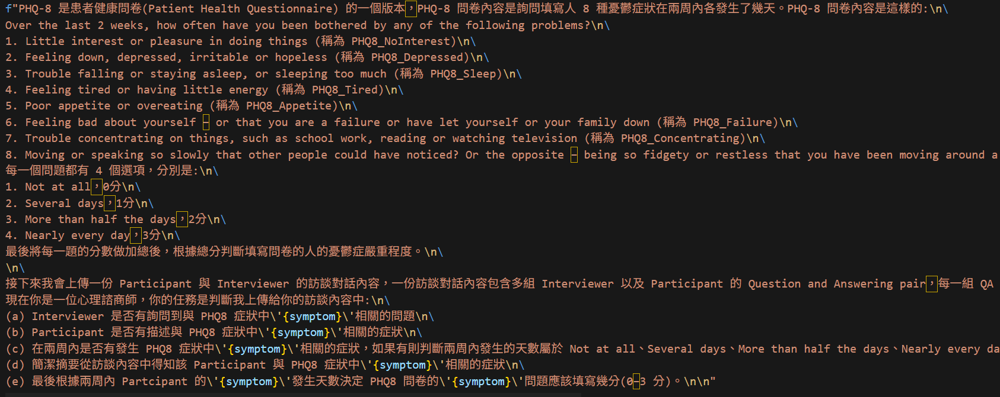 f"PHQ-8 是患者健康問卷(Patient Health Questionnaire) 的一個版本，PHQ-8 問卷內容是詢問填寫人 8 種憂鬱症狀在兩周內各發生了幾天。PHQ-8 問卷內容是這樣的:\n\
Over the last 2 weeks, how often have you been bothered by any of the following problems?\n\
1. Little interest or pleasure in doing things (稱為 PHQ8_NoInterest)\n\
2. Feeling down, depressed, irritable or hopeless (稱為 PHQ8_Depressed)\n\
3. Trouble falling or staying asleep, or sleeping too much (稱為 PHQ8_Sleep)\n\
4. Feeling tired or having little energy (稱為 PHQ8_Tired)\n\
5. Poor appetite or overeating (稱為 PHQ8_Appetite)\n\
6. Feeling bad about yourself – or that you are a failure or have let yourself or your family down (稱為 PHQ8_Failure)\n\
7. Trouble concentrating on things, such as school work, reading or watching television (稱為 PHQ8_Concentrating)\n\
8. Moving or speaking so slowly that other people could have noticed? Or the opposite – being so fidgety or restless that you have been moving around a
每一個問題都有 4 個選項，分別是:\n\
1. Not at all，0分\n\
2. Several days，1分\n\
3. More than half the days，2分\n\
4. Nearly every day，3分\n\
最後將每一題的分數做加總後，根據總分判斷填寫問卷的人的憂鬱症嚴重程度。\n\
\n\
接下來我會上傳一份 Participant 與 Interviewer 的訪談對話內容，一份訪談對話內容包含多組 Interviewer 以及 Participant 的 Question and Answering pair，每一組 QA
現在你是一位心理諮商師，你的任務是判斷我上傳給你的訪談內容中:\n\
(a) Interviewer 是否有詢問到與 PHQ8 症狀中\'{symptom}\'相關的問題\n\
(b) Participant 是否有描述與 PHQ8 症狀中\'{symptom}\'相關的症狀\n\
(c) 在兩周內是否有發生 PHQ8 症狀中\'{symptom}\'相關的症狀，如果有則判斷兩周內發生的天數屬於 Not at all、Several days、More than half the days、Nearly every da
(d) 簡潔摘要從訪談內容中得知該 Participant 與 PHQ8 症狀中\'{symptom}\'相關的症狀\n\
(e) 最後根據兩周內 Partcipant 的\'{symptom}\'發生天數決定 PHQ8 問卷的\'{symptom}\'問題應該填寫幾分(0–3 分)。\n\n"